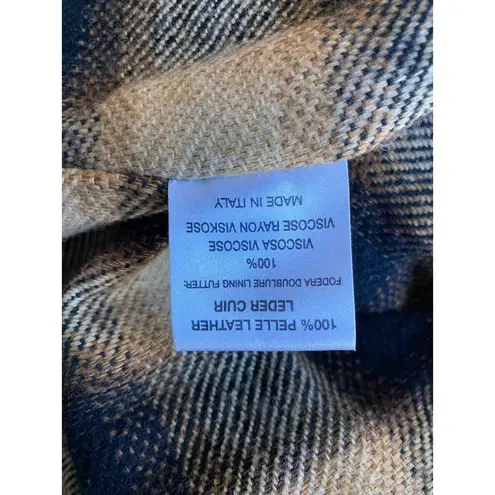 100% PELLE LEATHER
LEDER CUIR
FODERA DOUBLURE LINING FUTTER:
100%
VISCOSA VISCOSE
VISCOSE RAYON VISKOSE
MADE IN ITALY